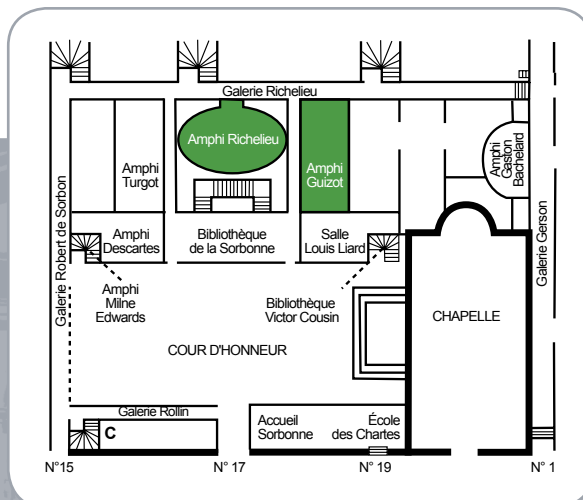 Galerie Richelieu
Amphi Richelieu
Amphi
Turgot
Amphi
Guizot
Amphi
Gaston
Bachelard
Galerie Robert de Sorbon
Galerie Gerson
Amphi
Descartes
Bibliothèque
de la Sorbonne
Salle
Louis Liard
Amphi
Milne
Edwards
Bibliothèque
Victor Cousin
CHAPELLE
COUR D'HONNEUR
Galerie Rollin
C
Accueil
Sorbonne
École
des Chartes
N°15
N° 17
N° 19
N° 1